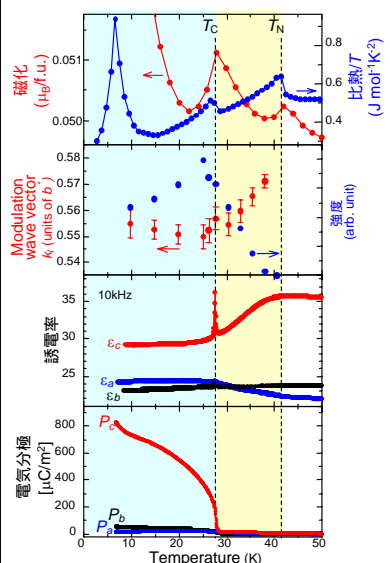 T_C T_N
0.051
0.050
磁化
(μ_B/f.u.)
0.8
0.6
0.4
比熱/T
(J mol⁻¹K⁻²)
0.58
0.57
0.56
0.55
0.54
Modulation
wave vector
k_i (units of b*)
強度
(arb. unit)
35
30
25
10kHz
ε_c
ε_a
ε_b
誘電率
800
600
400
200
0
P_c
P_b
P_a
電気分極
[μC/m²]
0 10 20 30 40 50
Temperature (K)